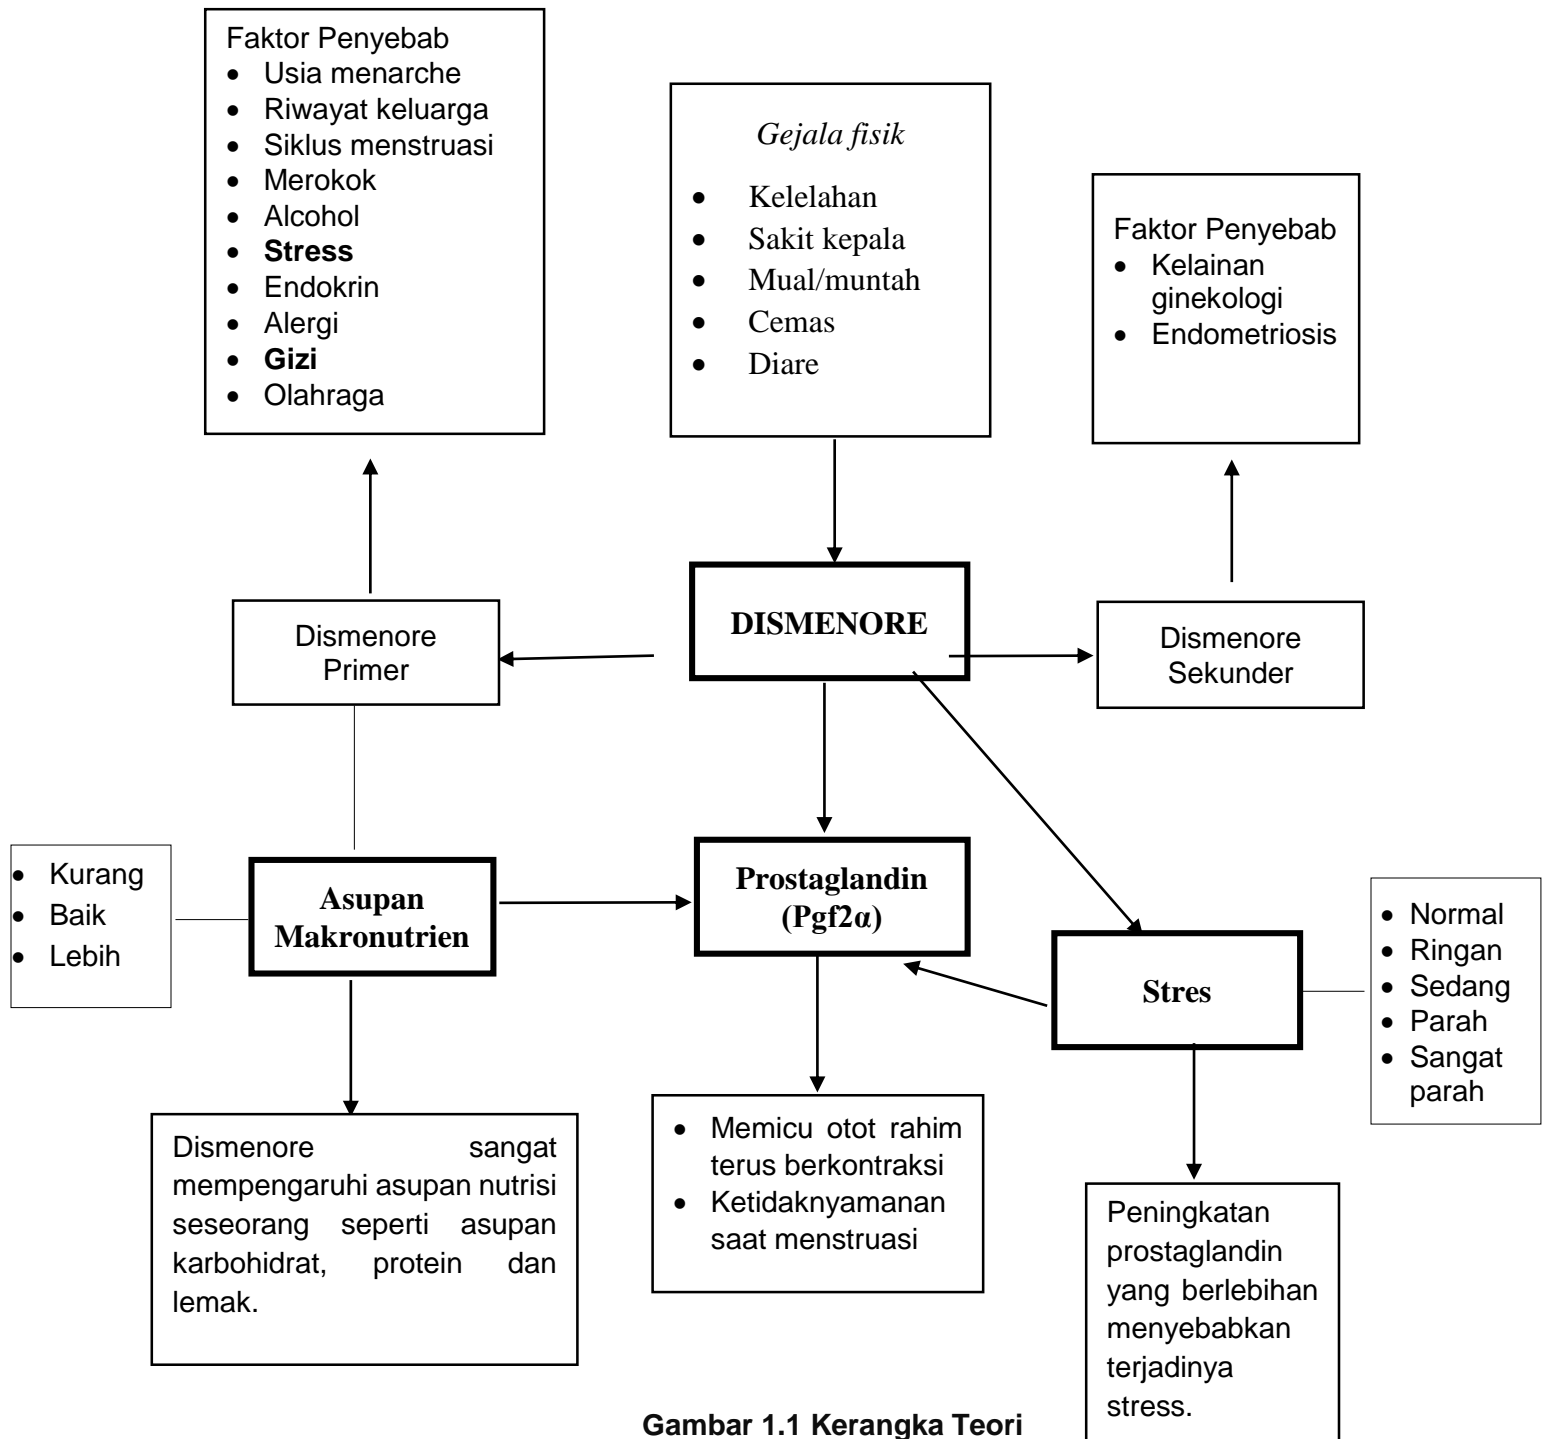 Faktor Penyebab
• Usia menarche
• Riwayat keluarga
• Siklus menstruasi
• Merokok
• Alcohol
• Stress
• Endokrin
• Alergi
• Gizi
• Olahraga
Gejala fisik
• Kelelahan
• Sakit kepala
• Mual/muntah
• Cemas
• Diare
Faktor Penyebab
• Kelainan
ginekologi
• Endometriosis
Dismenore
Primer
DISMENORE
Dismenore
Sekunder
• Kurang
• Baik
• Lebih
Asupan
Makronutrien
Prostaglandin
(Pgf2α)
Stres
• Normal
• Ringan
• Sedang
• Parah
• Sangat
parah
Dismenore sangat
mempengaruhi asupan nutrisi
seseorang seperti asupan
karbohidrat, protein dan
lemak.
• Memicu otot rahim
terus berkontraksi
• Ketidaknyamanan
saat menstruasi
Peningkatan
prostaglandin
yang berlebihan
menyebabkan
terjadinya
stress.
Gambar 1.1 Kerangka Teori